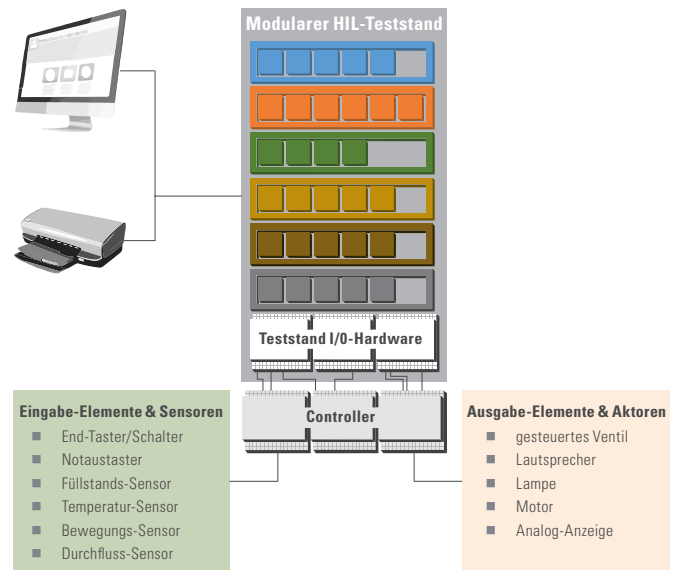 Modularer HIL-Teststand
Teststand I/0-Hardware
Controller
Eingabe-Elemente & Sensoren
End-Taster/Schalter
Notaustaster
Füllstands-Sensor
Temperatur-Sensor
Bewegungs-Sensor
Durchfluss-Sensor
Ausgabe-Elemente & Aktoren
gesteuertes Ventil
Lautsprecher
Lampe
Motor
Analog-Anzeige